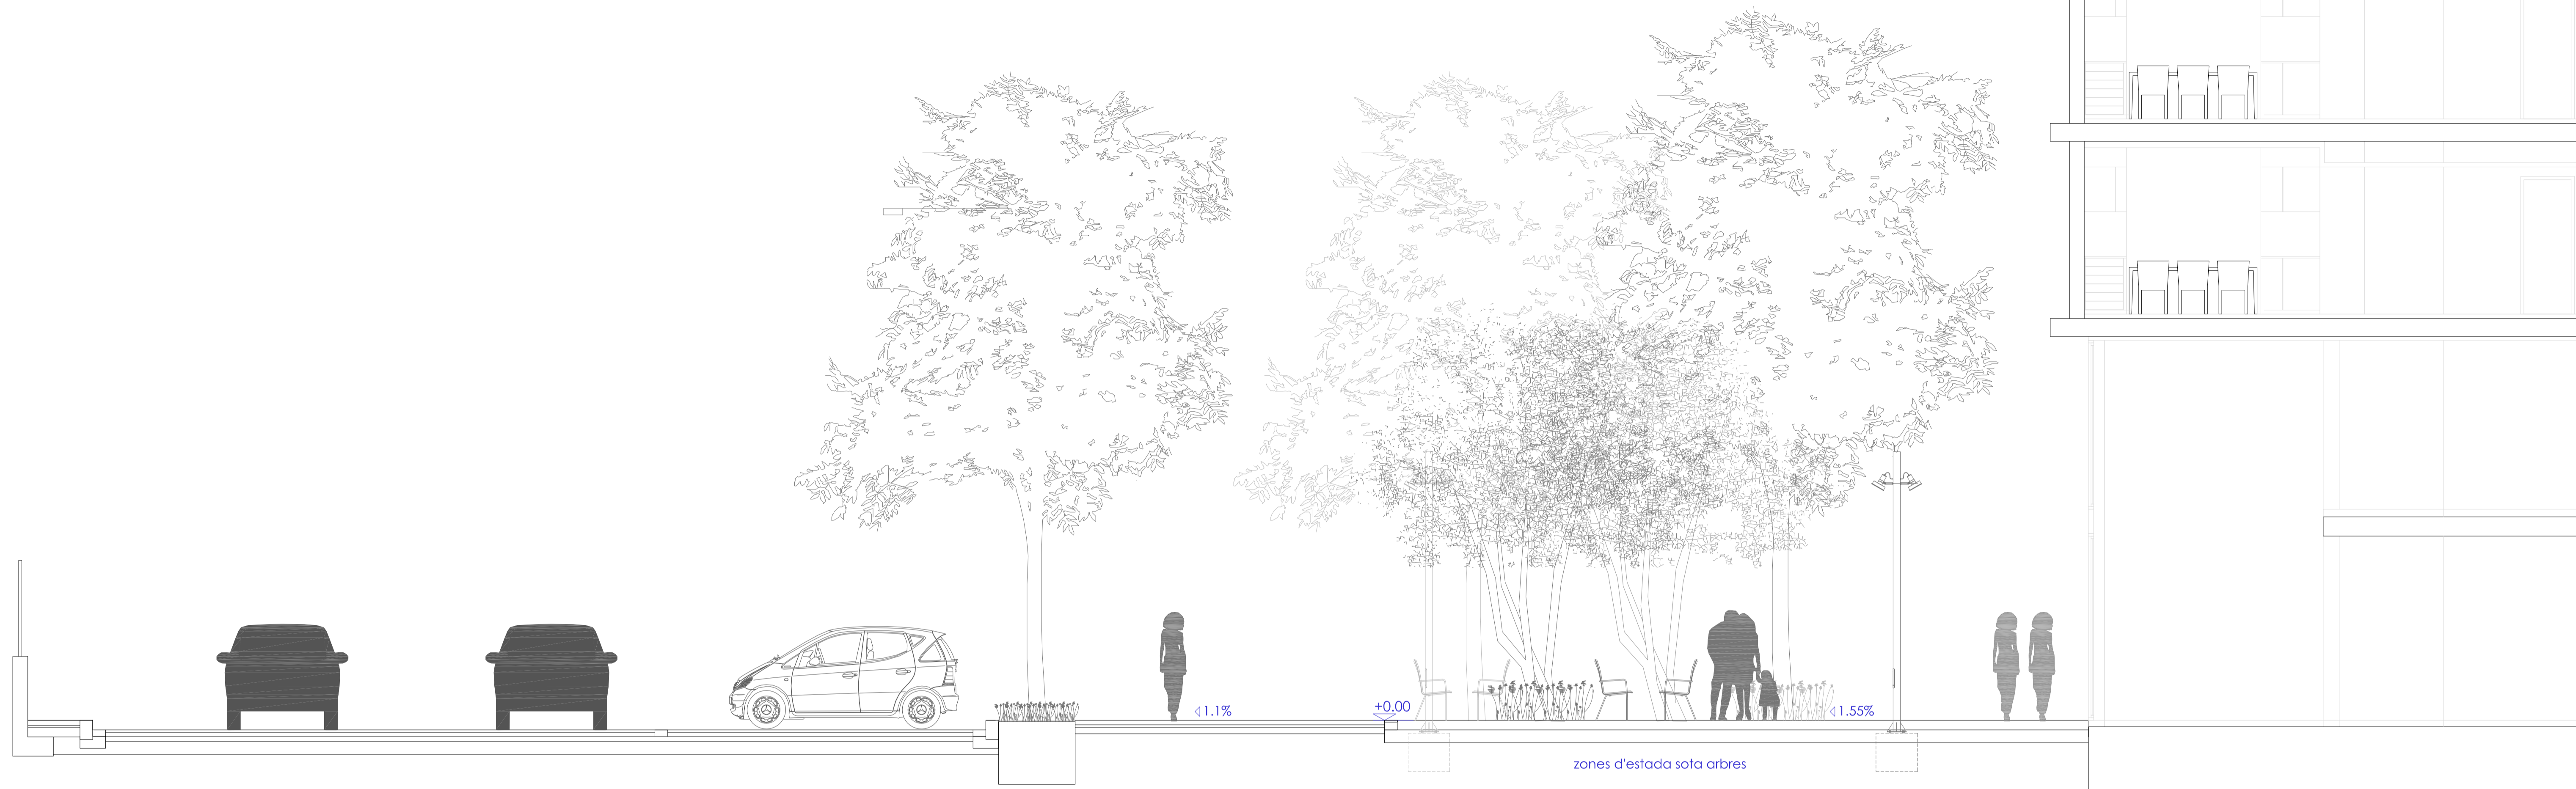 +0.00
1.1%
1.55%
zones d'estada sota arbres